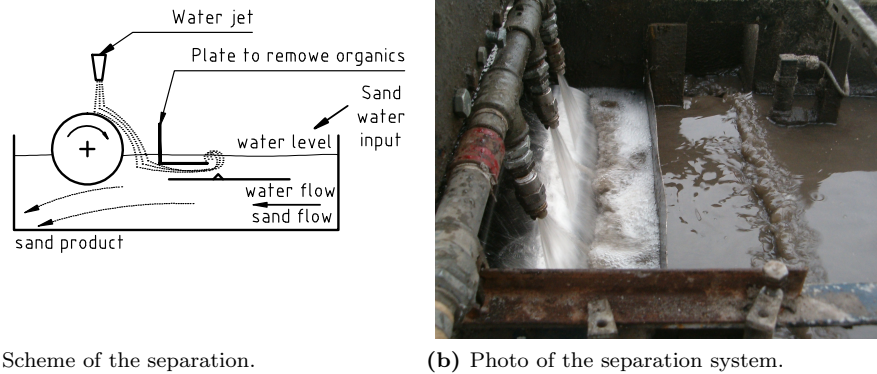 Water jet
Plate to remowe organics
Sand
water
input
water level
water flow
sand flow
sand product
Scheme of the separation.
(b) Photo of the separation system.